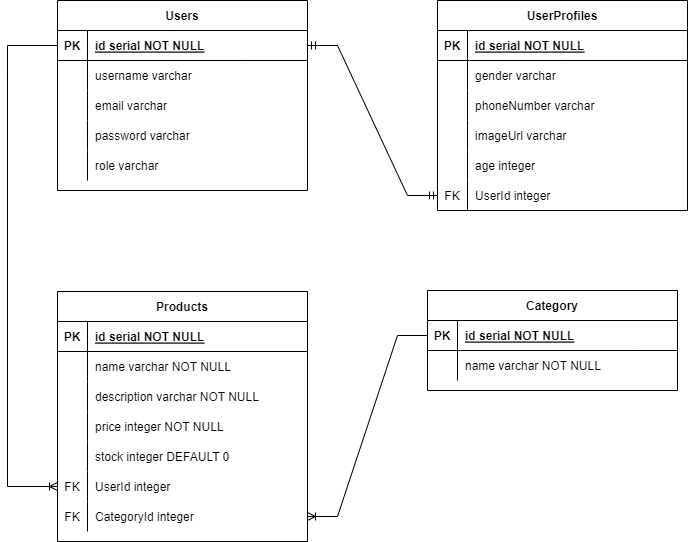 Users
PK id serial NOT NULL
username varchar
email varchar
password varchar
role varchar
UserProfiles
PK id serial NOT NULL
gender varchar
phoneNumber varchar
imageUrl varchar
age integer
FK UserId integer
Products
PK id serial NOT NULL
name varchar NOT NULL
description varchar NOT NULL
price integer NOT NULL
stock integer DEFAULT 0
FK UserId integer
FK CategoryId integer
Category
PK id serial NOT NULL
name varchar NOT NULL